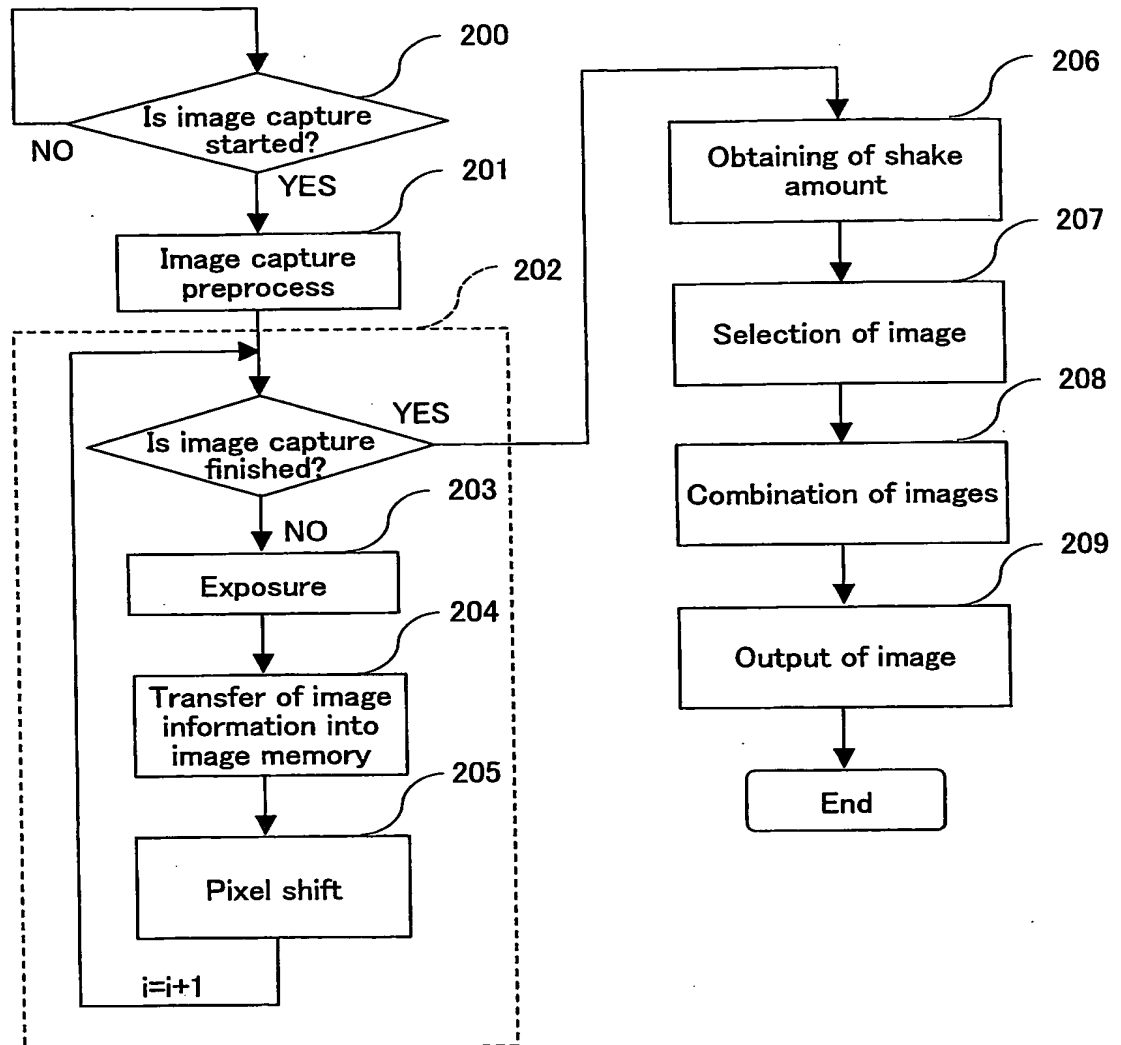 200
Is image capture
started?
NO
YES
201
Image capture
preprocess
202
Is image capture
finished?
YES
NO
203
Exposure
204
Transfer of image
information into
image memory
205
Pixel shift
i=i+1
206
Obtaining of shake
amount
207
Selection of image
208
Combination of images
209
Output of image
End